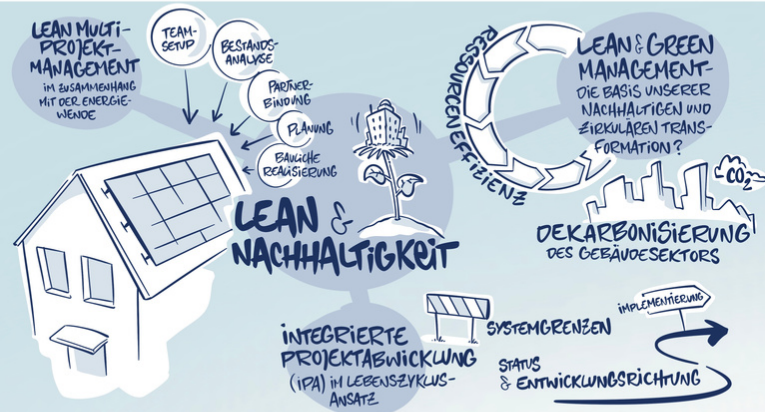 LEAN MULTI-
PROJEKT-
MANAGEMENT
IM ZUSAMMENHANG
MIT DER ENERGIE-
WENDE
TEAM-
SETUP
BESTANDS-
ANALYSE
PARTNER-
BINDUNG
PLANUNG
BAULICHE
REALISIERUNG
RESSOURCENEFFIZIENZ
LEAN & GREEN
MANAGEMENT-
DIE BASIS UNSERER
NACHHALTIGEN UND
ZIRKULÄREN TRANS-
FORMATION?
CO2
DEKARBONISIERUNG
DES GEBÄUDESEKTORS
LEAN &
NACHHALTIGKEIT
INTEGRIERTE
PROJEKTABWICKLUNG
(iPA) IM LEBENSZYKLUS-
ANSATZ
SYSTEMGRENZEN
IMPLEMENTIERUNG
STATUS
& ENTWICKLUNGSRICHTUNG